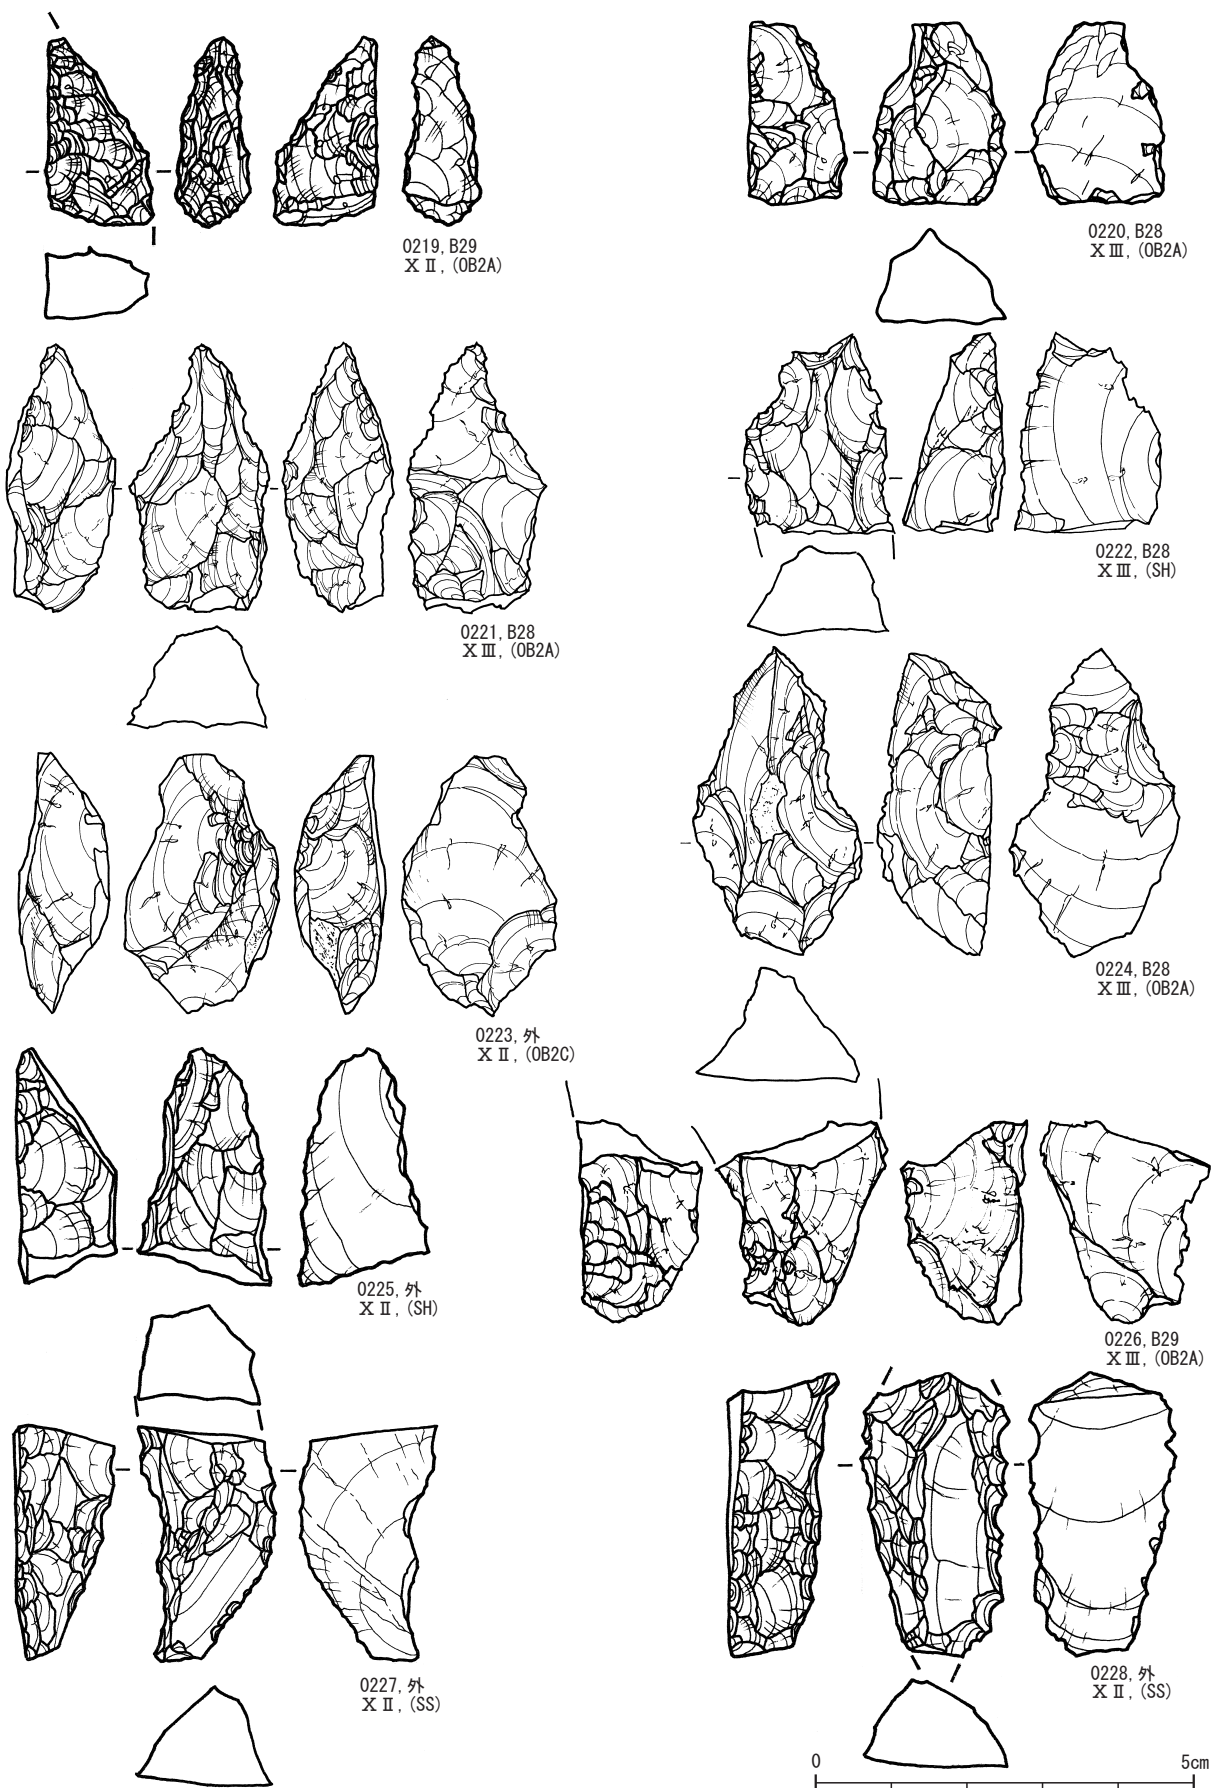 0219, B29
ⅩⅡ, (OB2A)
0220, B28
ⅩⅢ, (OB2A)
0221, B28
ⅩⅢ, (OB2A)
0222, B28
ⅩⅢ, (SH)
0223, 外
ⅩⅡ, (OB2C)
0224, B28
ⅩⅢ, (OB2A)
0225, 外
ⅩⅡ, (SH)
0226, B29
ⅩⅢ, (OB2A)
0227, 外
ⅩⅡ, (SS)
0228, 外
ⅩⅡ, (SS)
0 5cm